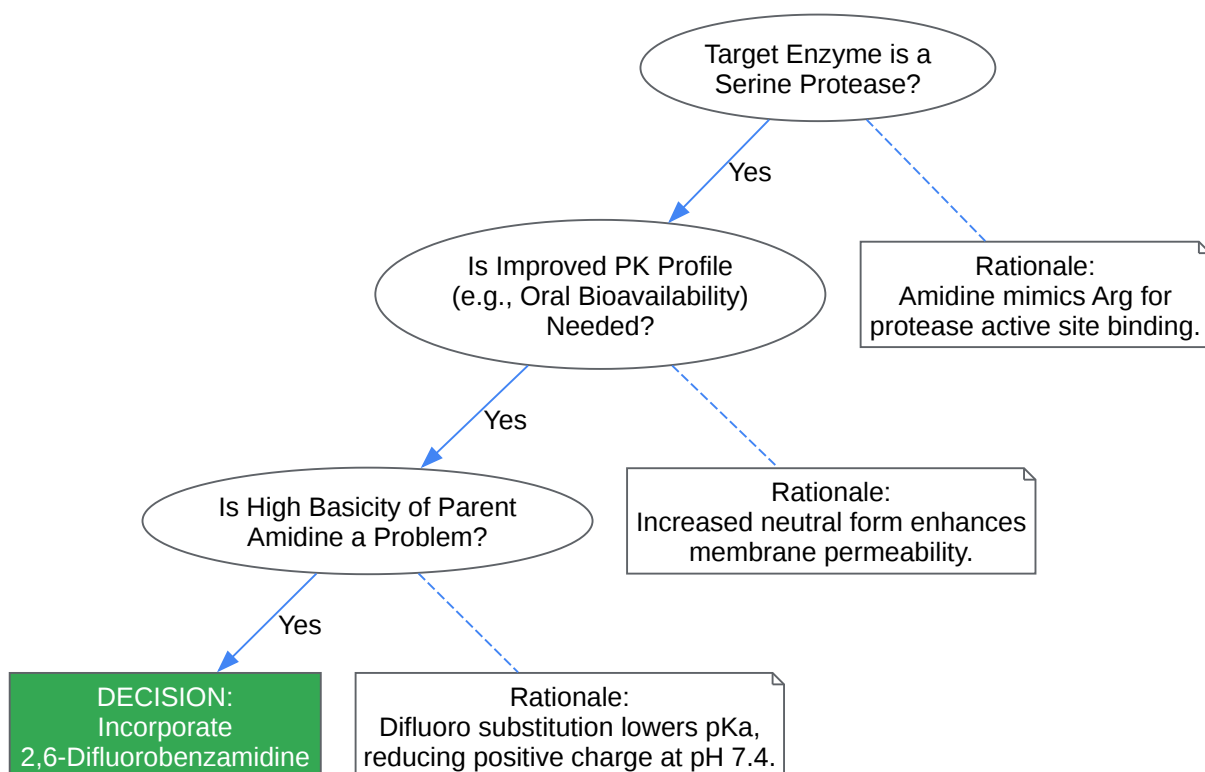 Target Enzyme is a
Serine Protease?
Yes
Rationale:
Amidine mimics Arg for
protease active site binding.
Is Improved PK Profile
(e.g., Oral Bioavailability)
Needed?
Yes
Rationale:
Increased neutral form enhances
membrane permeability.
Is High Basicity of Parent
Amidine a Problem?
Yes
DECISION:
Incorporate
2,6-Difluorobenzamidine
Rationale:
Difluoro substitution lowers pKa,
reducing positive charge at pH 7.4.